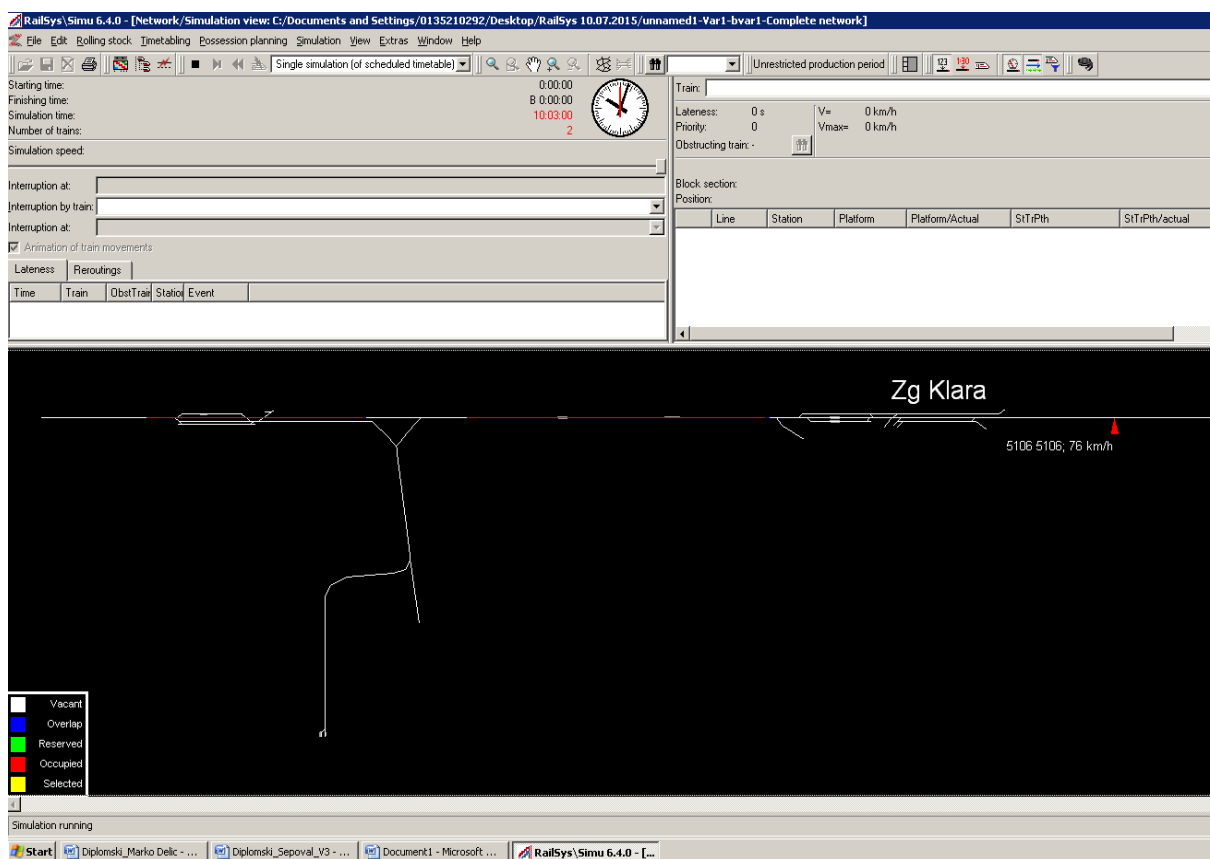 RailSys\Simu 6.4.0 - [Network/Simulation view: C:/Documents and Settings/0135210292/Desktop/RailSys 10.07.2015/unnamed1-Var1-bvar1-Complete network]
File Edit Rolling stock Timetabling Possession planning Simulation View Extras Window Help
Single simulation (of scheduled timetable) Unrestricted production period
Starting time: 0:00:00
Finishing time: B 0:00:00
Simulation time: 10:03:00
Number of trains: 2
Simulation speed:
Interruption at:
Interruption by train:
Interruption at:
Animation of train movements
Lateness Reroutings
Time Train ObstTrain Station Event
Train:
Lateness: 0 s V= 0 km/h
Priority: 0 Vmax= 0 km/h
Obstructing train: -
Block section:
Position:
Line Station Platform Platform/Actual StTrPth StTrPth/actual
Zg Klara
5106 5106; 76 km/h
Vacant
Overlap
Reserved
Occupied
Selected
Simulation running
Start Diplomski_Marko Delic - ... Diplomski_Sepoval_V3 - ... Document1 - Microsoft ... RailSys\Simu 6.4.0 - [...